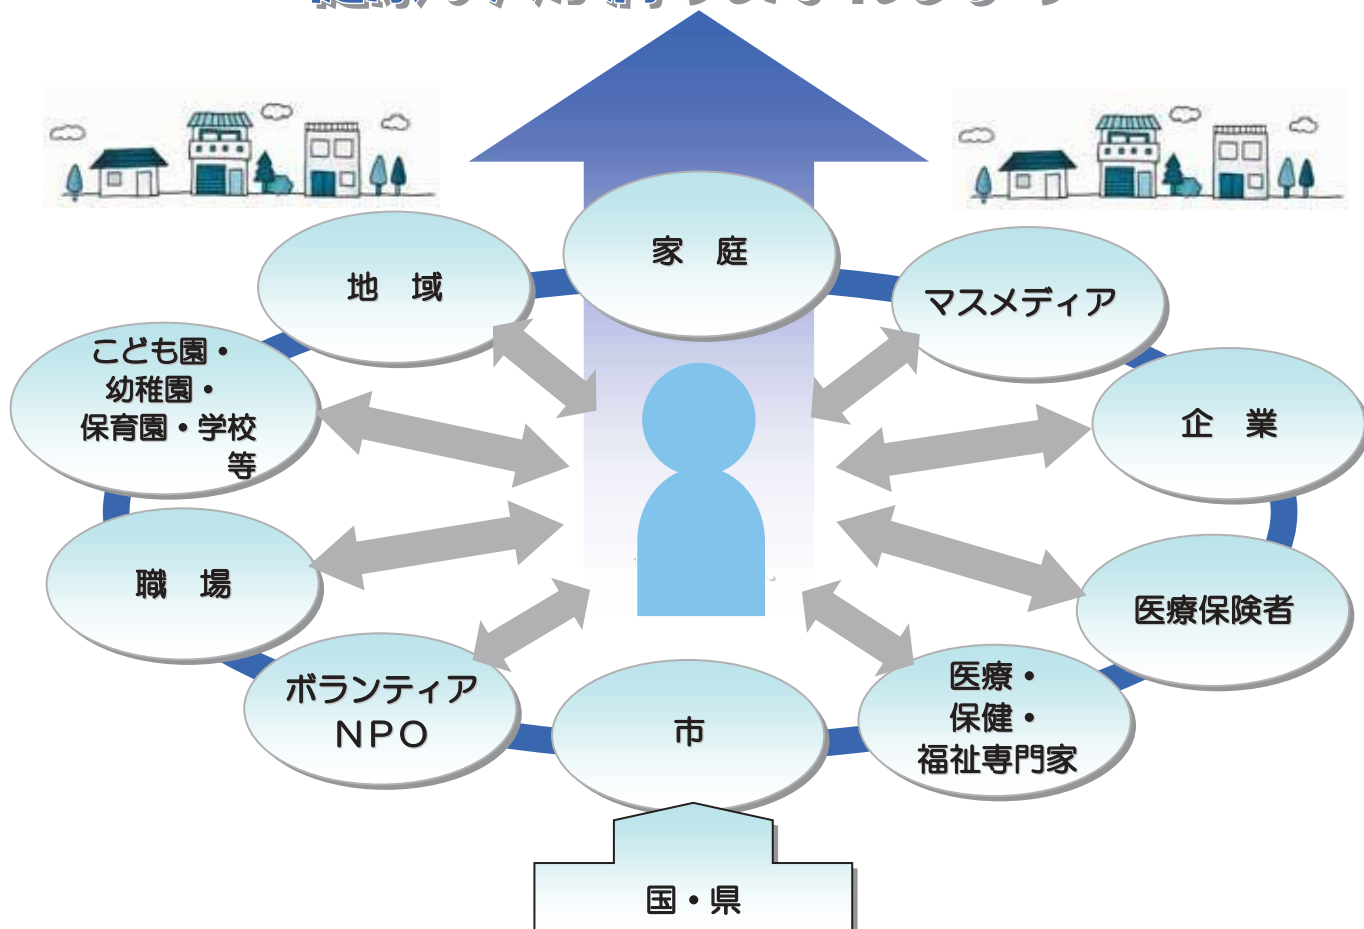 家　庭
地　域
マスメディア
こども園・
幼稚園・
保育園・学校
等
企　業
職　場
医療保険者
ボランティア
ＮＰＯ
市
医療・
保健・
福祉専門家
国・県